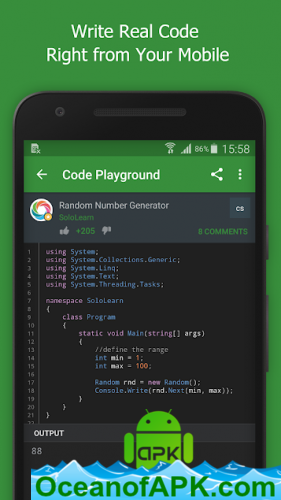 Write Real Code
Right from Your Mobile
86% 15:58
Code Playground
Random Number Generator
CS
SoloLearn
+205
8 COMMENTS
1 using System;
2 using System.Collections.Generic;
3 using System.Linq;
4 using System.Text;
5 using System.Threading.Tasks;
6
7 namespace SoloLearn
8 {
9 class Program
10 {
11 static void Main(string[] args)
12 {
13 //define the range
14 int min = 1;
15 int max = 100;
16
17 Random rnd = new Random();
18 Console.Write(rnd.Next(min, max));
19 }
20 }
21 }
22
OUTPUT
88
APK
OceanofAPK.com